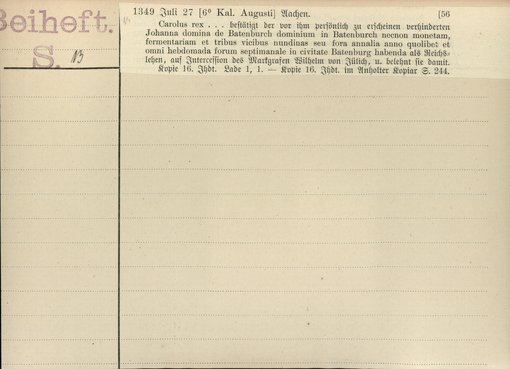 Beiheft.
S. 13
1349 Juli 27 [6° Kal. Augusti] Aachen. [56
Carolus rex . . . bestätigt der vor ihm persönlich zu erscheinen verhinderten
Johanna domina de Batenburch dominium in Batenburch necnon monetam,
fermentariam et tribus vicibus nundinas seu fora annalia anno quolibet et
omni hebdomada forum septimanale in civitate Batenburg habenda als Reichs-
lehen, auf Intercession des Markgrafen Wilhelm von Jülich, u. belehnt sie damit.
Kopie 16. Jhdt. Lade 1, 1. — Kopie 16. Jhdt. im Anholter Kopiar S. 244.